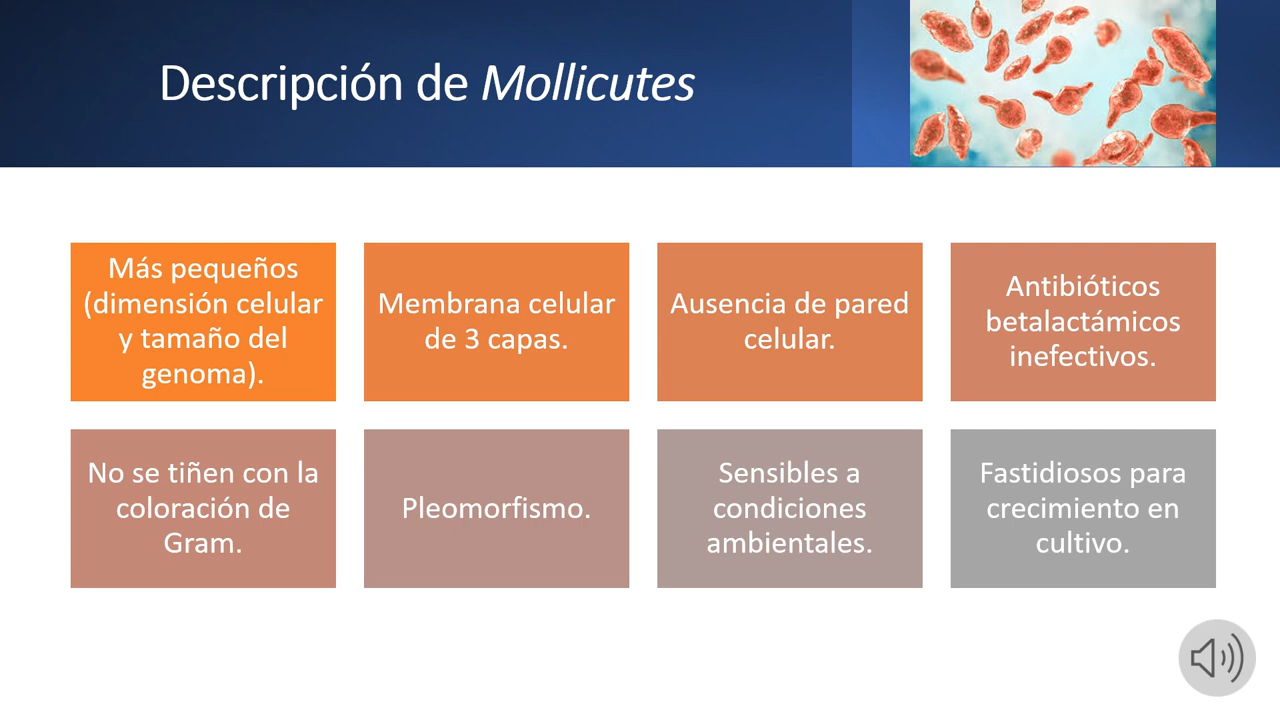 Descripción de Mollicutes
Más pequeños
(dimensión celular
y tamaño del
genoma).
Membrana celular
de 3 capas.
Ausencia de pared
celular.
Antibióticos
betalactámicos
inefectivos.
No se tiñen con la
coloración de
Gram.
Pleomorfismo.
Sensibles a
condiciones
ambientales.
Fastidiosos para
crecimiento en
cultivo.